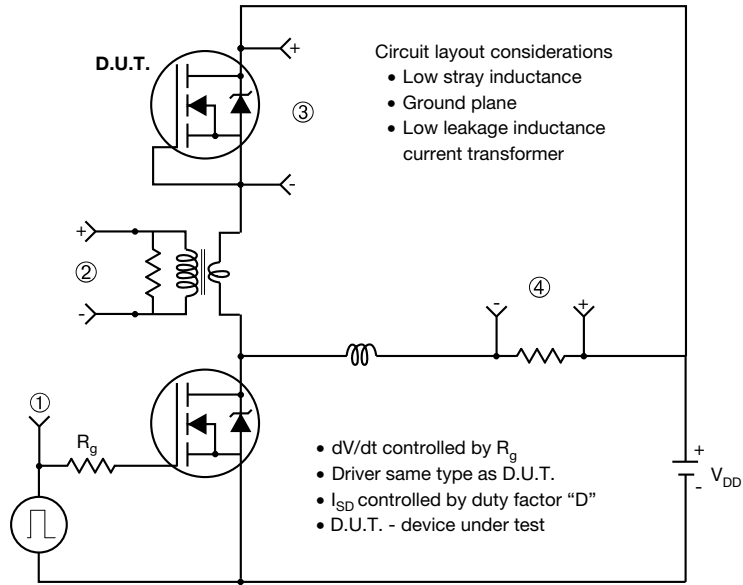 D.U.T.
+
③
-
Circuit layout considerations
• Low stray inductance
• Ground plane
• Low leakage inductance
current transformer
+
②
-
-
④
+
①
Rg
• dV/dt controlled by Rg
• Driver same type as D.U.T.
• ISD controlled by duty factor “D”
• D.U.T. - device under test
+
-
VDD